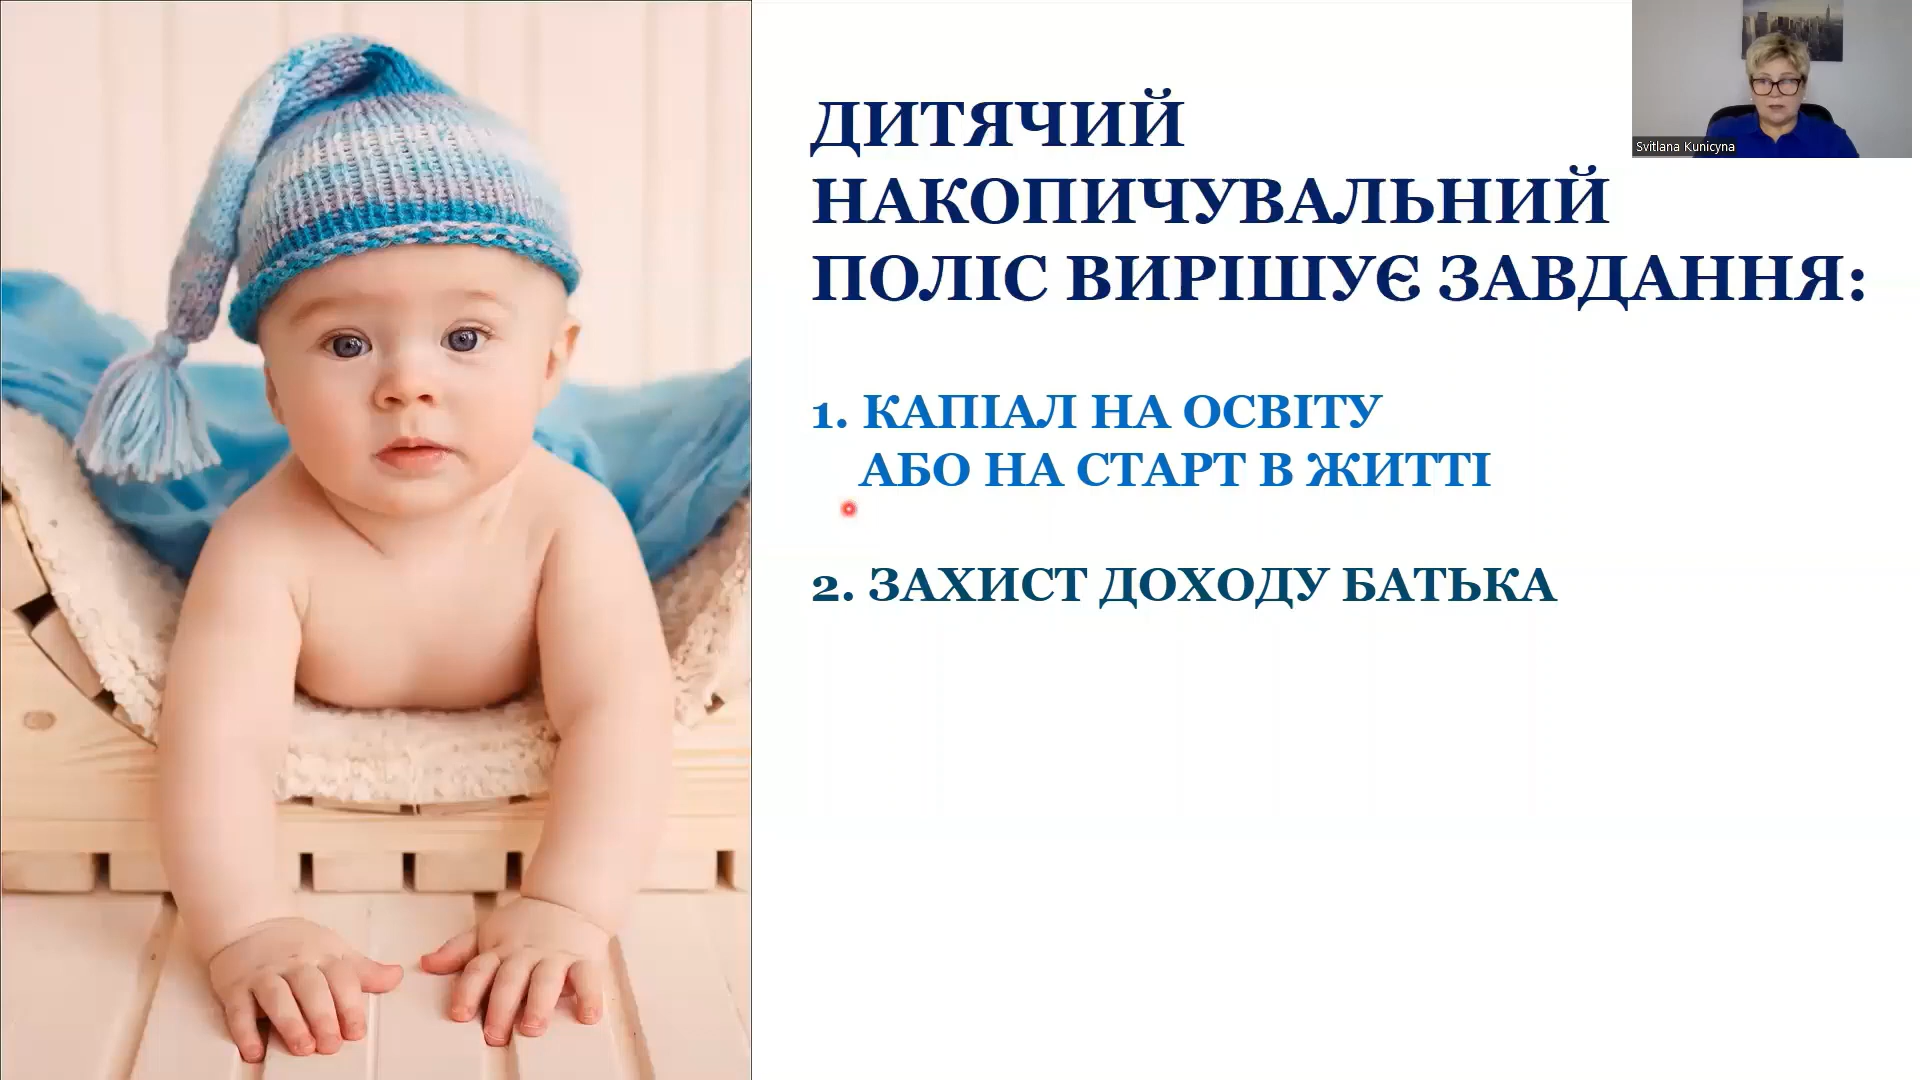 ДИТЯЧИЙ
НАКОПИЧУВАЛЬНИЙ
ПОЛІС ВИРІШУЄ ЗАВДАННЯ:
1. КАПІАЛ НА ОСВІТУ
АБО НА СТАРТ В ЖИТТІ
2. ЗАХИСТ ДОХОДУ БАТЬКА
Svitlana Kunicyna